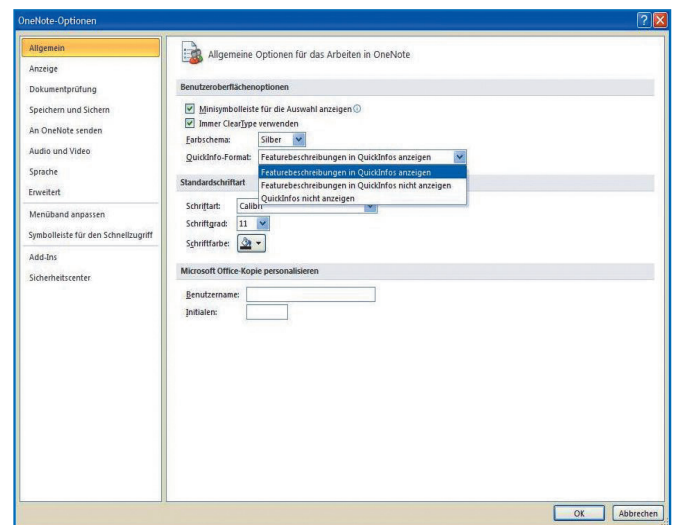 OneNote-Optionen
Allgemein
Anzeige
Dokumentprüfung
Speichern und Sichern
An OneNote senden
Audio und Video
Sprache
Erweitert
Menüband anpassen
Symbolleiste für den Schnellzugriff
Add-Ins
Sicherheitscenter
Allgemeine Optionen für das Arbeiten in OneNote
Benutzeroberflächenoptionen
Minisymbolleiste für die Auswahl anzeigen
Immer ClearType verwenden
Farbschema: Silber
QuickInfo-Format: Featurebeschreibungen in QuickInfos anzeigen
Featurebeschreibungen in QuickInfos anzeigen
Featurebeschreibungen in QuickInfos nicht anzeigen
QuickInfos nicht anzeigen
Standardschriftart
Schriftart: Calibri
Schriftgrad: 11
Schriftfarbe:
Microsoft Office-Kopie personalisieren
Benutzername:
Initialen:
OK Abbrechen